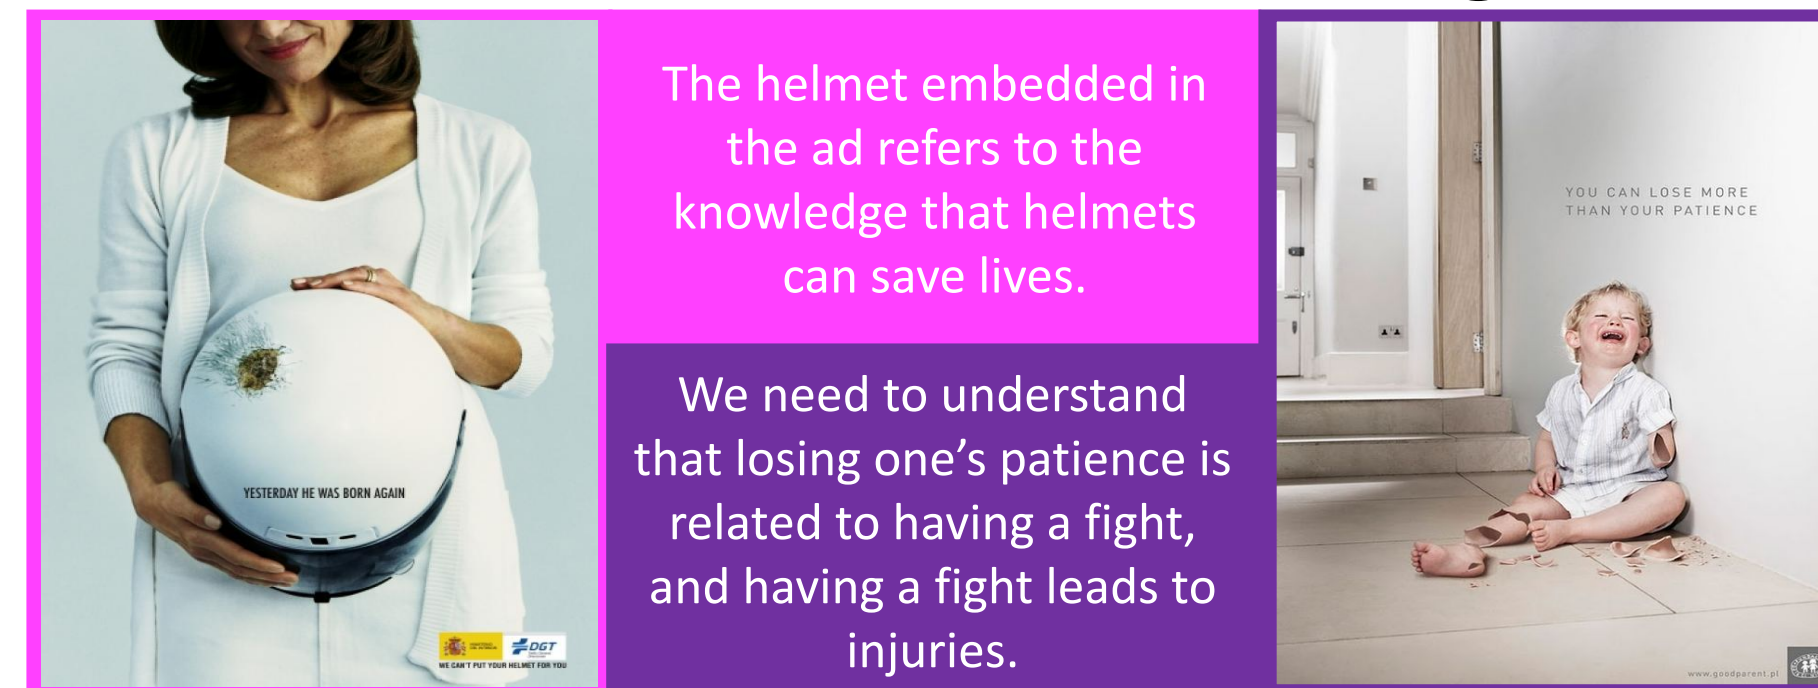 The helmet embedded in
the ad refers to the
knowledge that helmets
can save lives.
We need to understand
that losing one's patience is
related to having a fight,
and having a fight leads to
injuries.
YESTERDAY HE WAS BORN AGAIN
DGT
WE CAN'T PUT YOUR HELMET FOR YOU
YOU CAN LOSE MORE
THAN YOUR PATIENCE
www.goodparent.pl